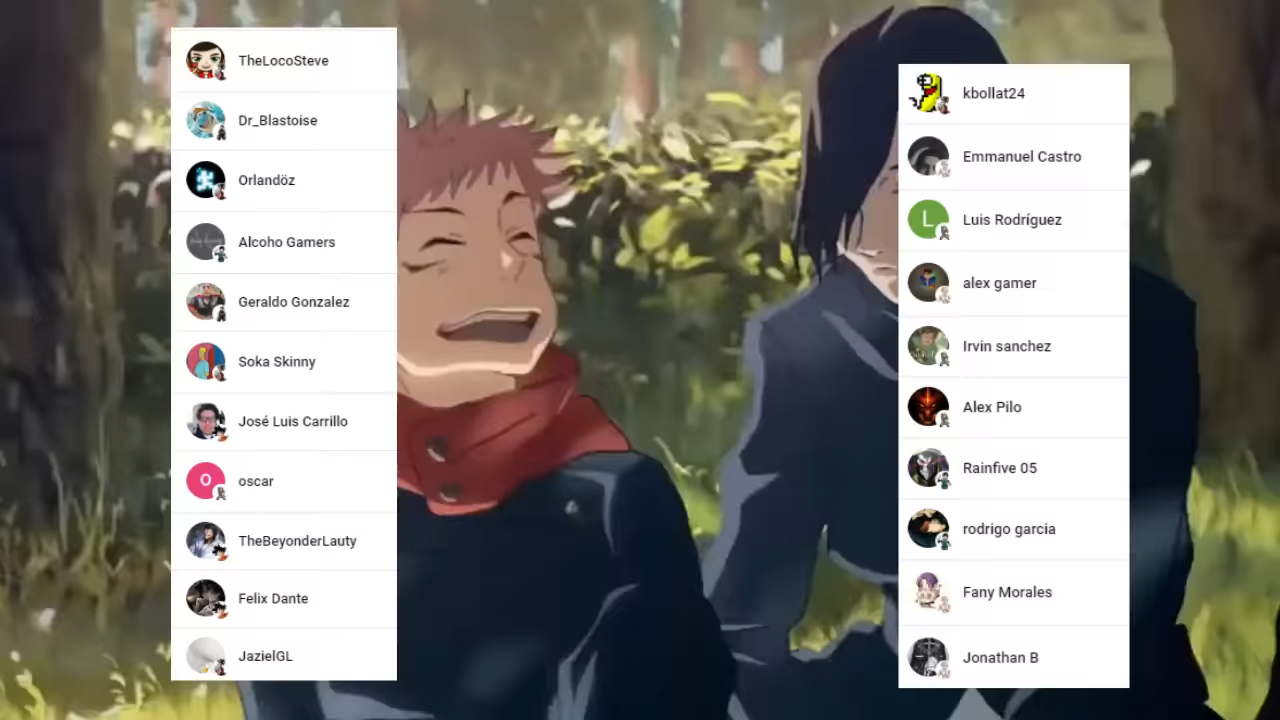 TheLocoSteve
Dr_Blastoise
Orlandöz
Alcoho Gamers
Geraldo Gonzalez
Soka Skinny
José Luis Carrillo
O
oscar
TheBeyonderLauty
Felix Dante
JazielGL
kbollat24
Emmanuel Castro
L
Luis Rodríguez
alex gamer
Irvin sanchez
Alex Pilo
Rainfive 05
rodrigo garcia
Fany Morales
Jonathan B